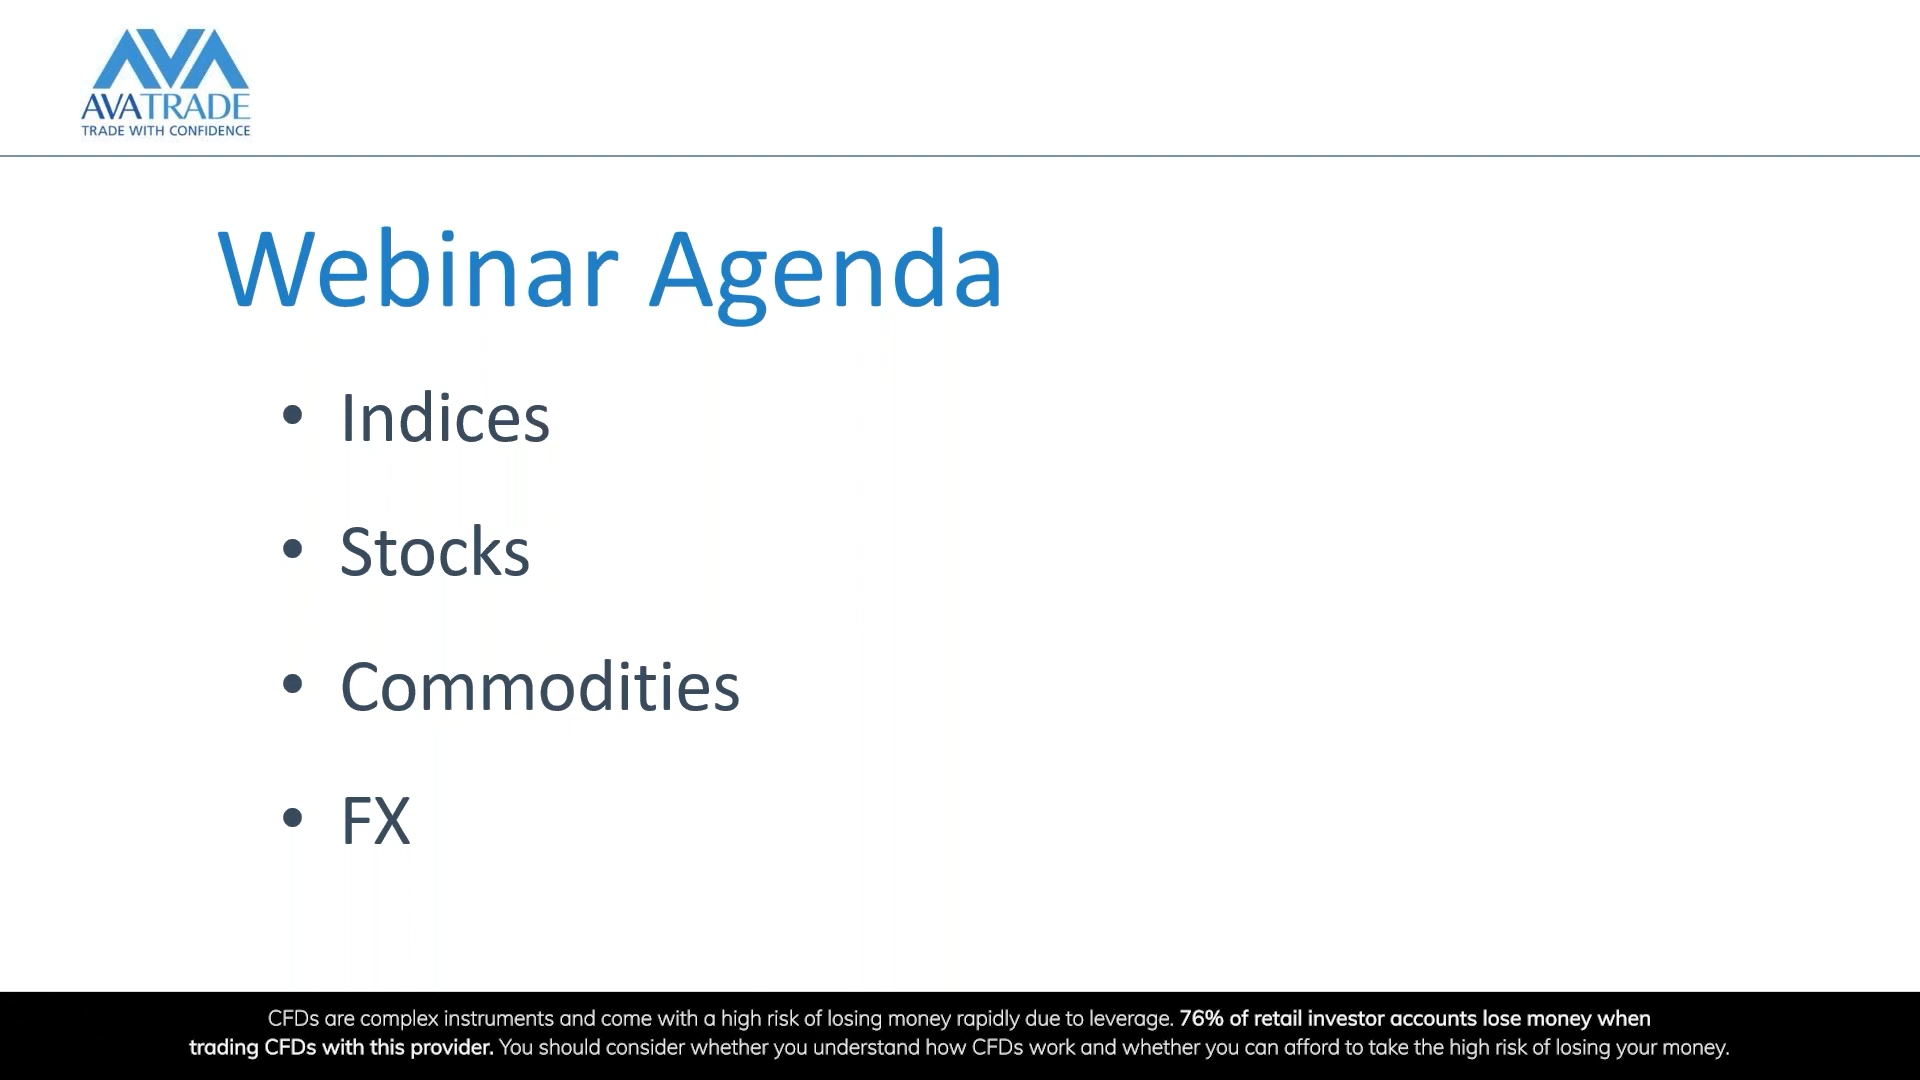 AVA
AVATRADE
TRADE WITH CONFIDENCE
Webinar Agenda
• Indices
• Stocks
• Commodities
• FX
CFDs are complex instruments and come with a high risk of losing money rapidly due to leverage. 76% of retail investor accounts lose money when
trading CFDs with this provider. You should consider whether you understand how CFDs work and whether you can afford to take the high risk of losing your money.